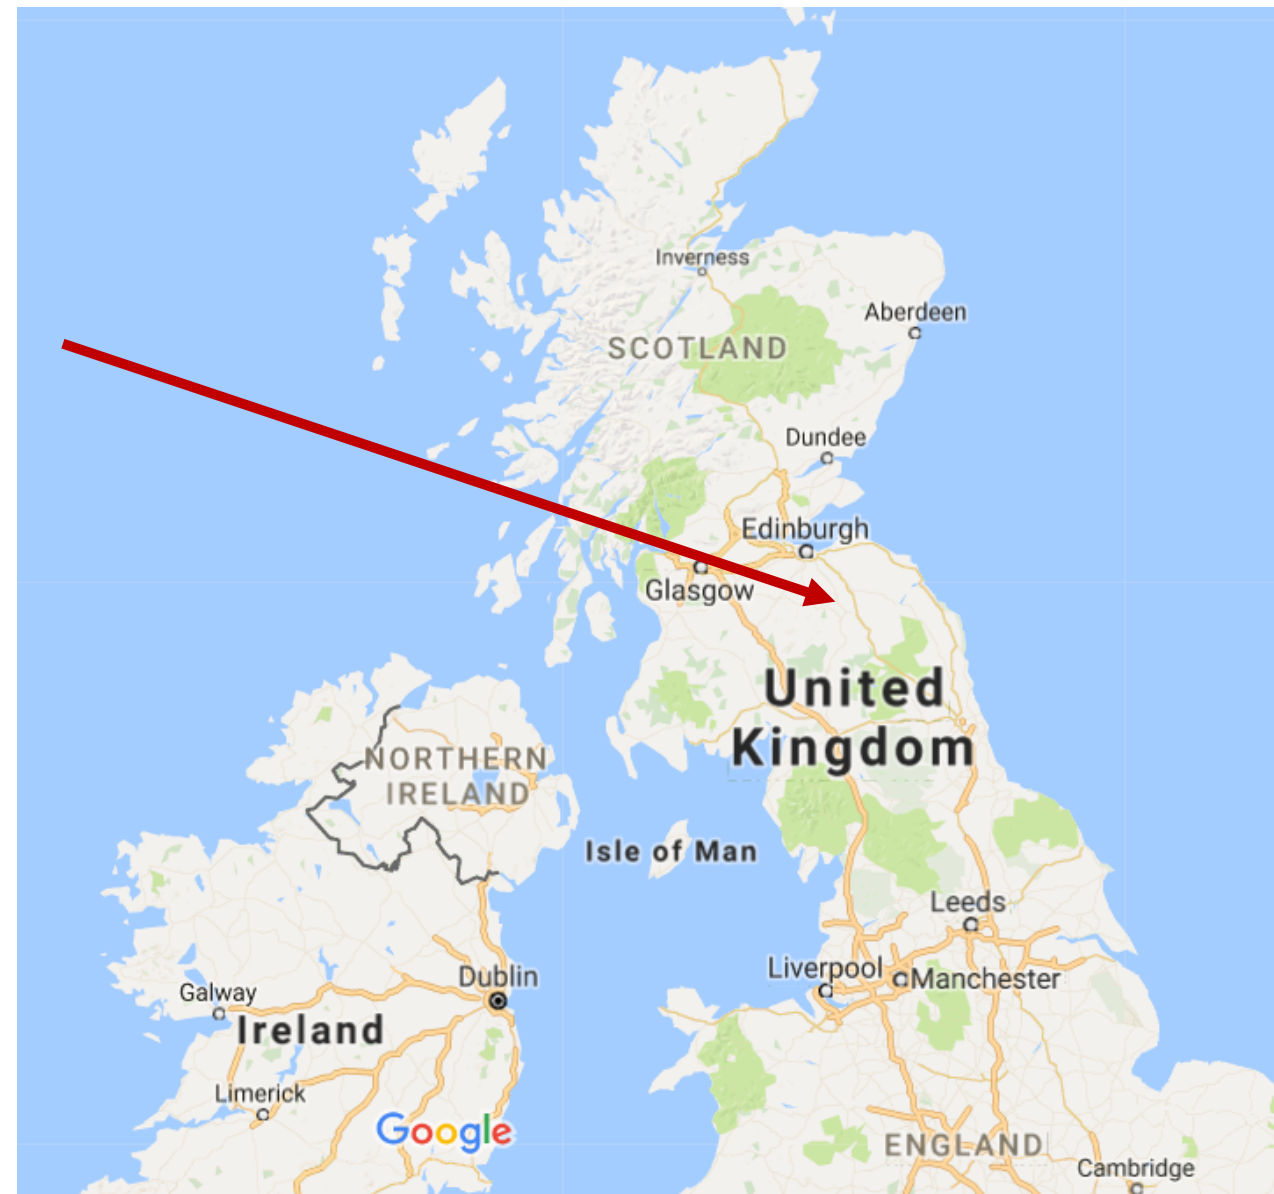 Inverness
Aberdeen
SCOTLAND
Dundee
Edinburgh
Glasgow
United
Kingdom
NORTHERN
IRELAND
Isle of Man
Leeds
Liverpool
Manchester
Dublin
Galway
Ireland
Limerick
Google
ENGLAND
Cambridge